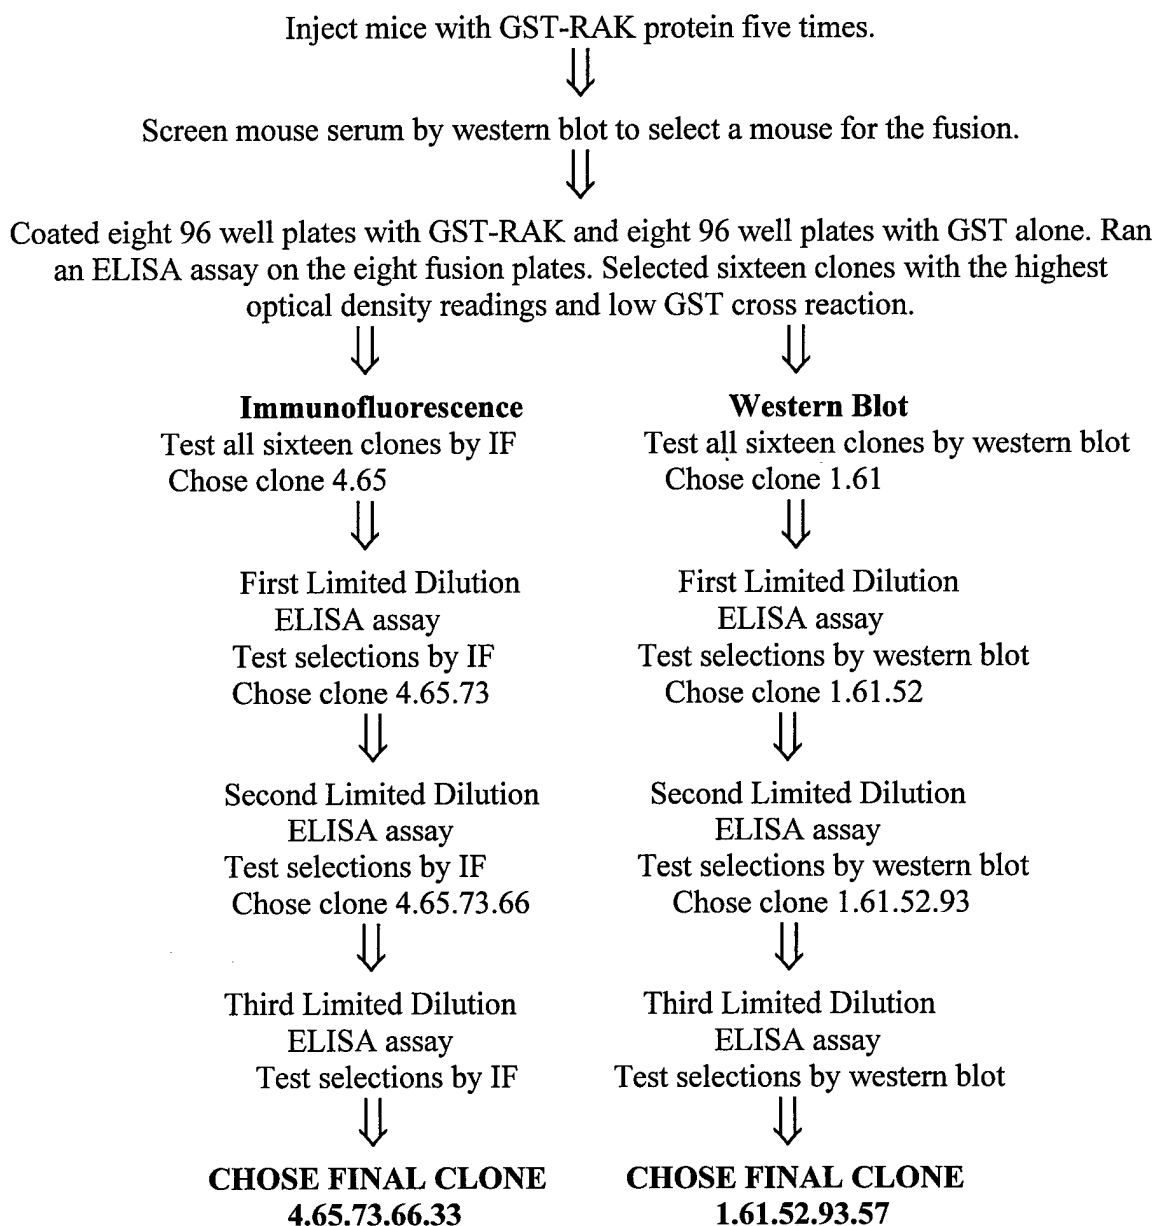 Inject mice with GST-RAK protein five times.
Screen mouse serum by western blot to select a mouse for the fusion.
Coated eight 96 well plates with GST-RAK and eight 96 well plates with GST alone. Ran
an ELISA assay on the eight fusion plates. Selected sixteen clones with the highest
optical density readings and low GST cross reaction.
Immunofluorescence
Test all sixteen clones by IF
Chose clone 4.65
First Limited Dilution
ELISA assay
Test selections by IF
Chose clone 4.65.73
Second Limited Dilution
ELISA assay
Test selections by IF
Chose clone 4.65.73.66
Third Limited Dilution
ELISA assay
Test selections by IF
CHOSE FINAL CLONE
4.65.73.66.33
Western Blot
Test all sixteen clones by western blot
Chose clone 1.61
First Limited Dilution
ELISA assay
Test selections by western blot
Chose clone 1.61.52
Second Limited Dilution
ELISA assay
Test selections by western blot
Chose clone 1.61.52.93
Third Limited Dilution
ELISA assay
Test selections by western blot
CHOSE FINAL CLONE
1.61.52.93.57